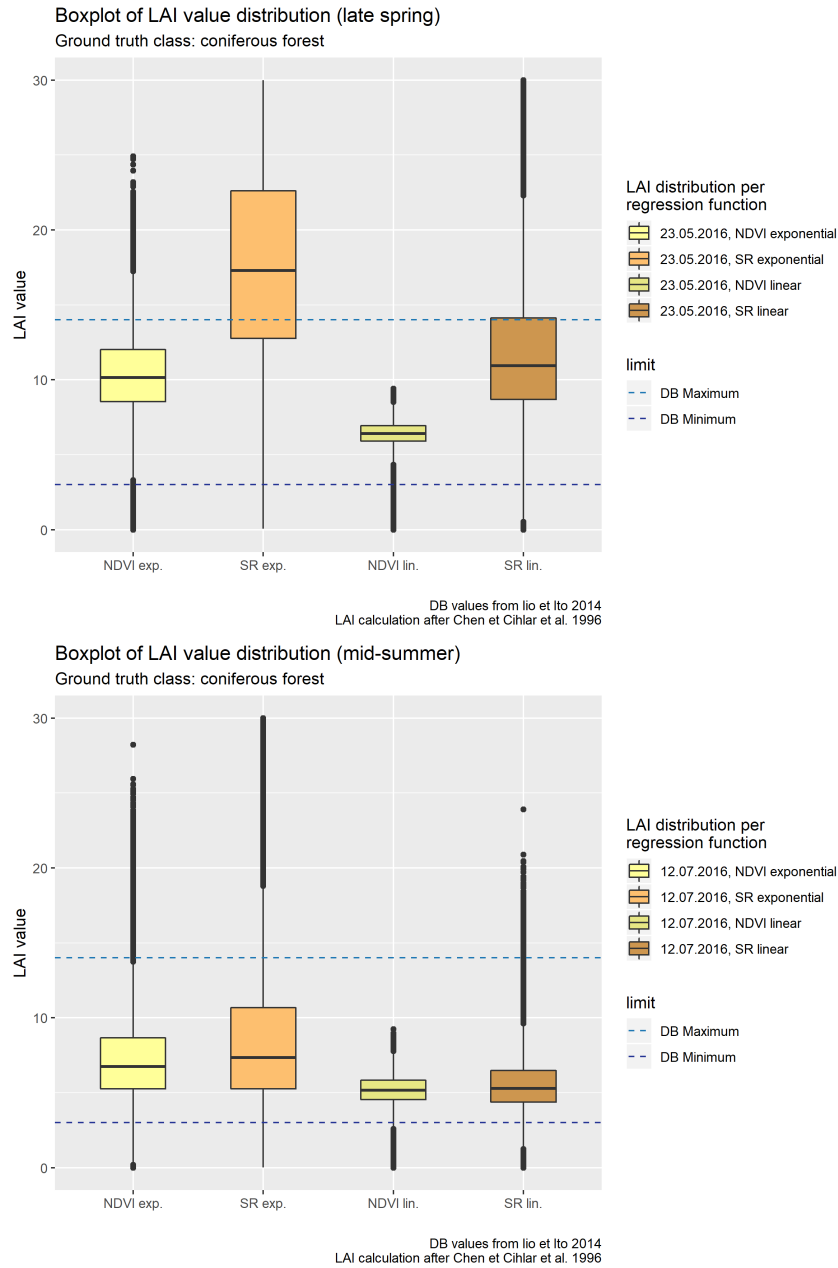 Boxplot of LAI value distribution (late spring)
Ground truth class: coniferous forest
LAI value
30
20
10
0
NDVI exp.
SR exp.
NDVI lin.
SR lin.
LAI distribution per
regression function
23.05.2016, NDVI exponential
23.05.2016, SR exponential
23.05.2016, NDVI linear
23.05.2016, SR linear
limit
DB Maximum
DB Minimum
DB values from Iio et Ito 2014
LAI calculation after Chen et Cihlar et al. 1996
Boxplot of LAI value distribution (mid-summer)
Ground truth class: coniferous forest
LAI value
30
20
10
0
NDVI exp.
SR exp.
NDVI lin.
SR lin.
LAI distribution per
regression function
12.07.2016, NDVI exponential
12.07.2016, SR exponential
12.07.2016, NDVI linear
12.07.2016, SR linear
limit
DB Maximum
DB Minimum
DB values from Iio et Ito 2014
LAI calculation after Chen et Cihlar et al. 1996